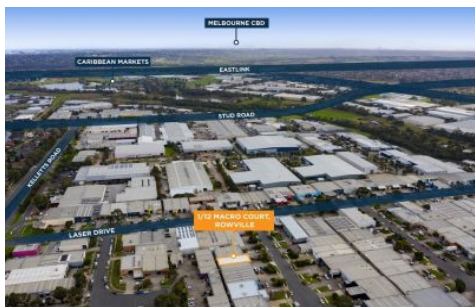 MELBOURNE CBD
CARIBBEAN MARKETS
EASTLINK
STUD ROAD
KELLETTS ROAD
LASER DRIVE
1/12 MACRO COURT,
ROWVILLE